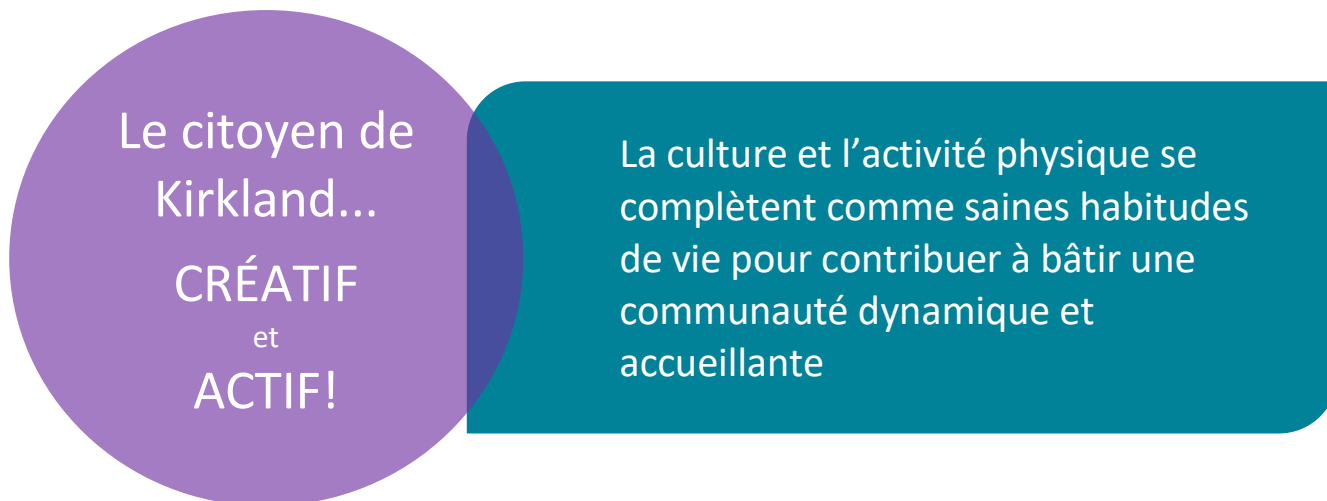 Le citoyen de
Kirkland...
CRÉATIF
et
ACTIF!
La culture et l’activité physique se
complètent comme saines habitudes
de vie pour contribuer à bâtir une
communauté dynamique et
accueillante